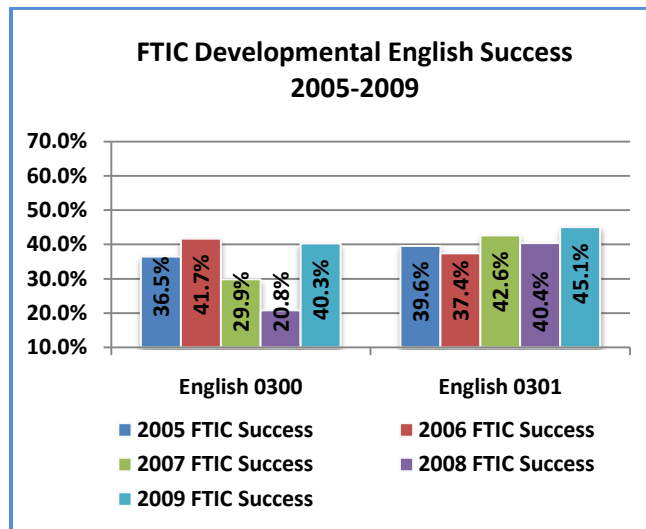 FTIC Developmental English Success
2005-2009
70.0%
60.0%
50.0%
40.0%
30.0%
20.0%
10.0%
36.5%
41.7%
29.9%
20.8%
40.3%
39.6%
37.4%
42.6%
40.4%
45.1%
English 0300
English 0301
2005 FTIC Success
2006 FTIC Success
2007 FTIC Success
2008 FTIC Success
2009 FTIC Success